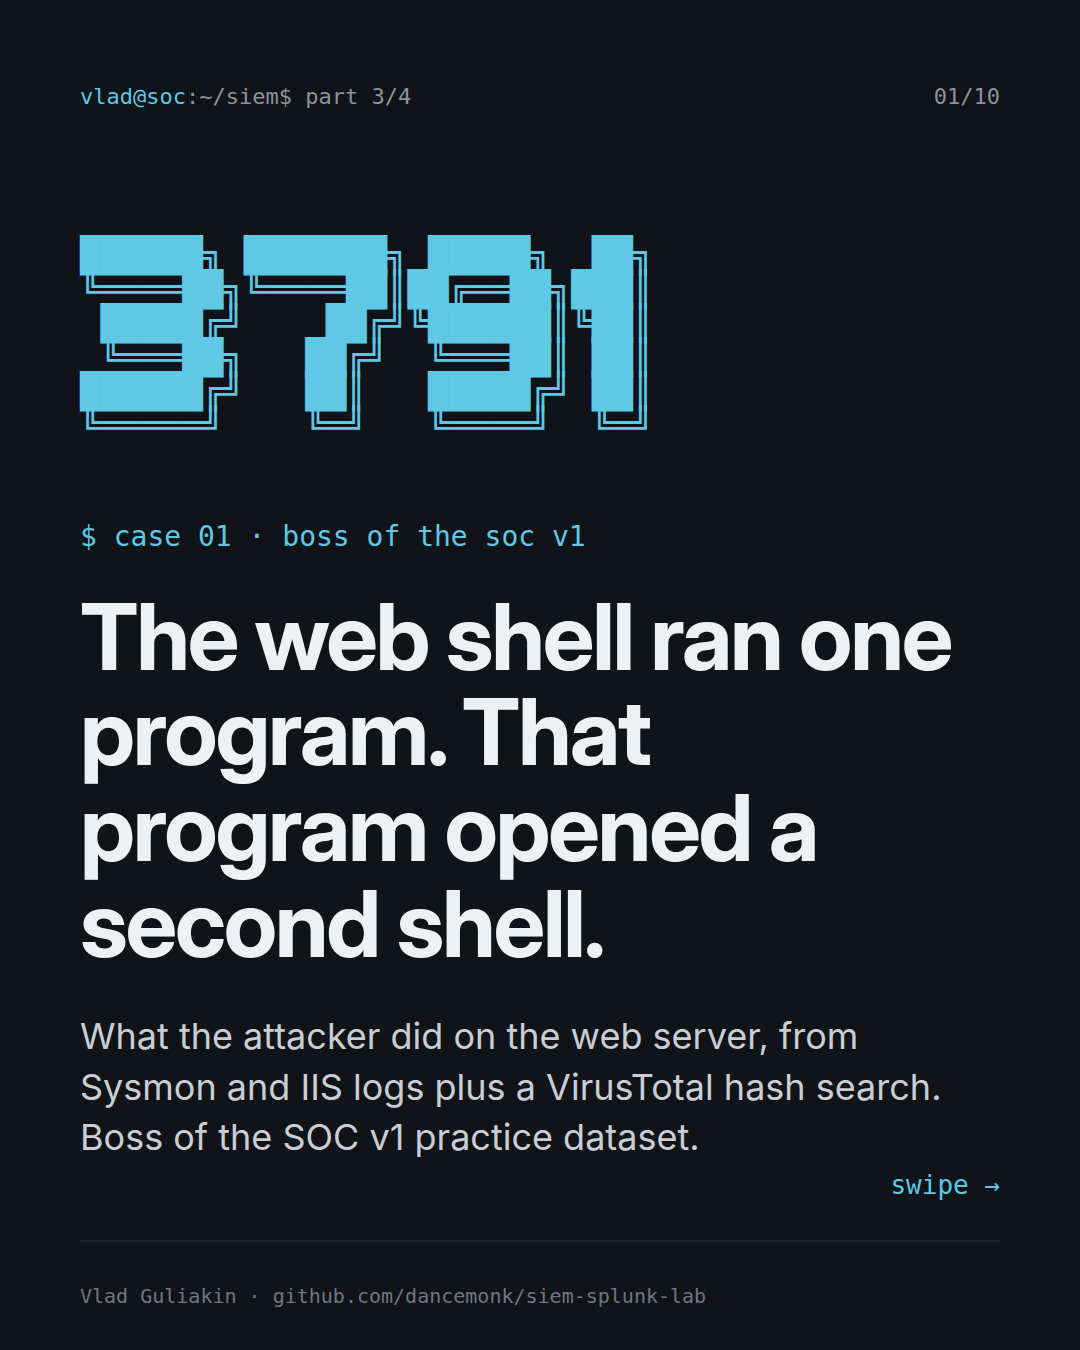 vlad@soc:~/siem$ part 3/4
01/10
3791
$ case 01 · boss of the soc v1
The web shell ran one
program. That
program opened a
second shell.
What the attacker did on the web server, from
Sysmon and IIS logs plus a VirusTotal hash search.
Boss of the SOC v1 practice dataset.
swipe →
Vlad Guliakin · github.com/dancemonk/siem-splunk-lab